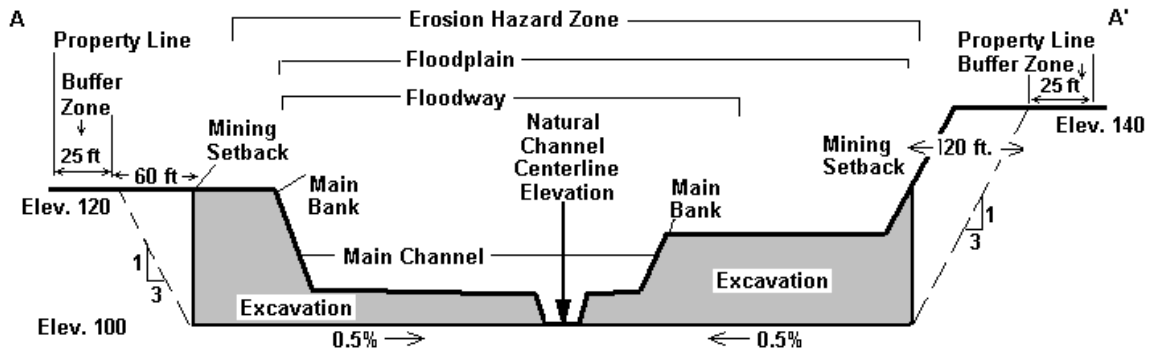 A
Erosion Hazard Zone
A'
Property Line
Property Line
Floodplain
Buffer Zone
Buffer
Zone
25 ft
Floodway
Mining
Setback
Natural
Channel
Centerline
Elevation
Elev. 140
Mining
Setback
120 ft.
25 ft
60 ft
Main
Bank
Main
Bank
Elev. 120
1
3
Main Channel
1
3
Excavation
Excavation
Elev. 100
0.5%
0.5%